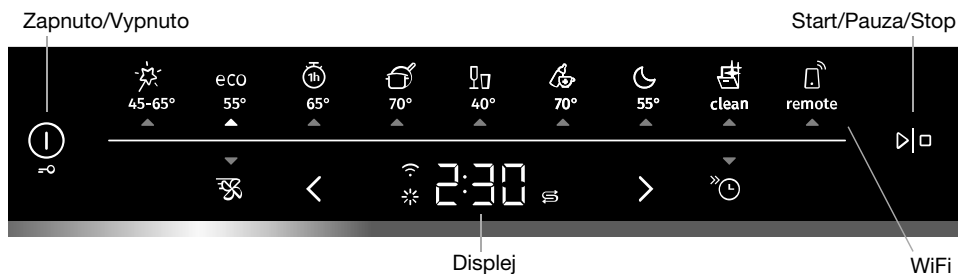 Zapnuto/Vypnuto Start/Pauza/Stop
eco 1h
45-65° 55° 65° 70° 40° 70° 55° clean remote
2:30
Displej WiFi